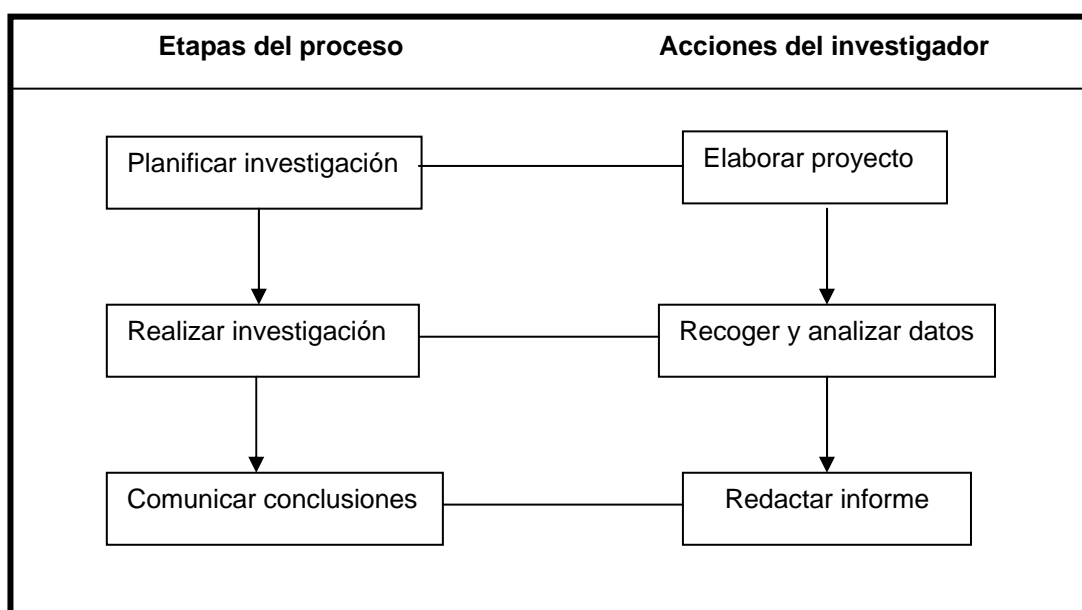 Etapas del proceso
Acciones del investigador
Planificar investigación
Elaborar proyecto
Realizar investigación
Recoger y analizar datos
Comunicar conclusiones
Redactar informe